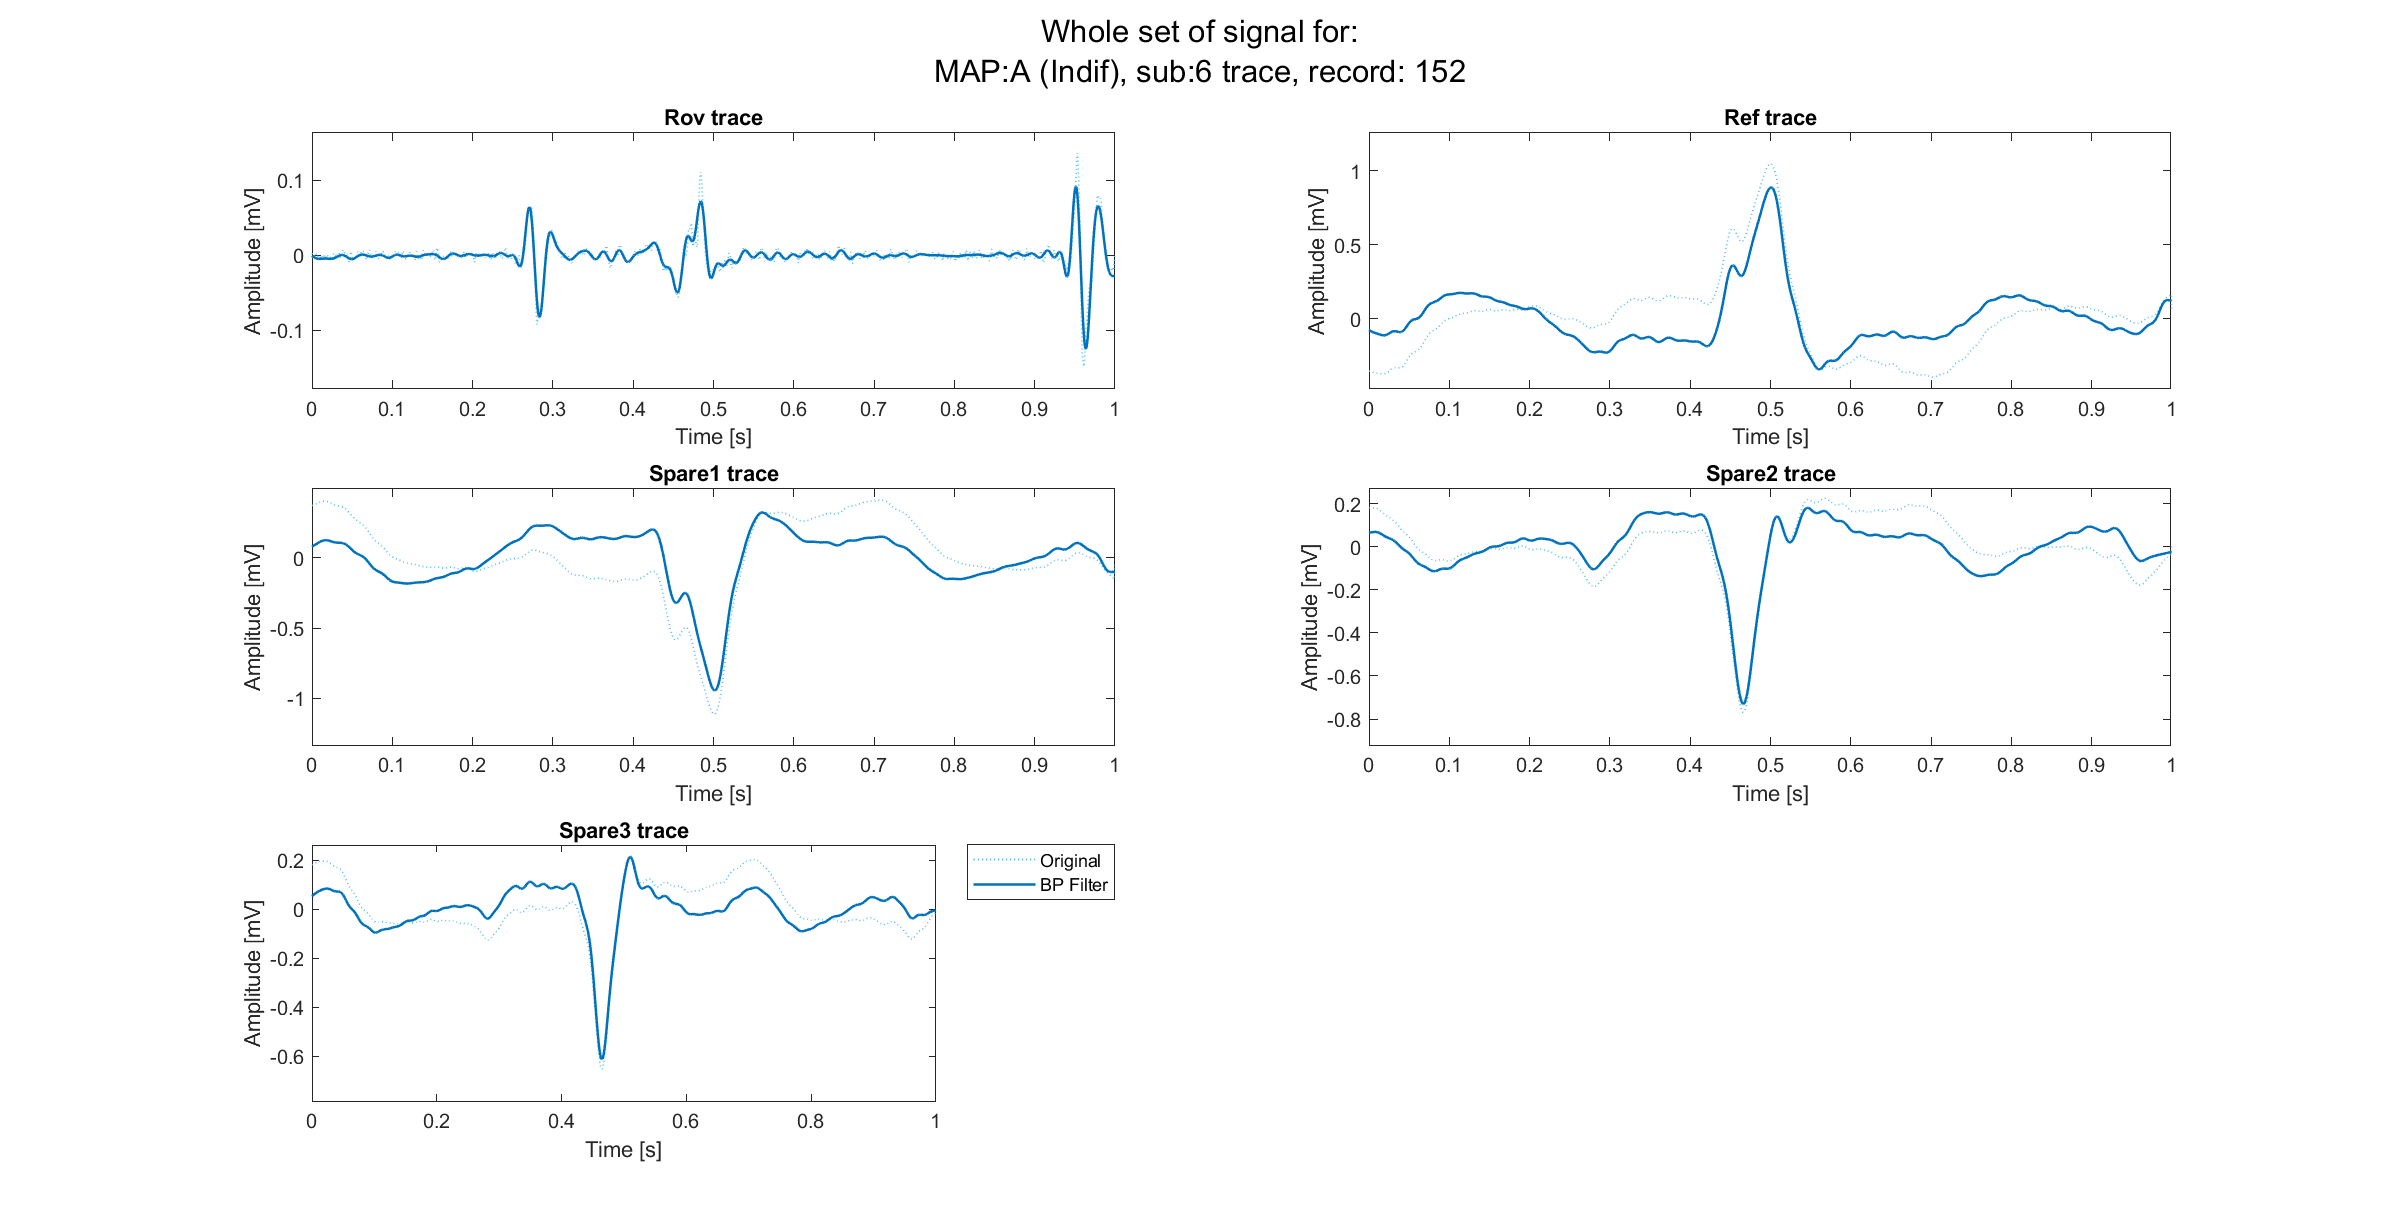 Whole set of signal for:
MAP:A (Indif), sub:6 trace, record: 152
Rov trace
Amplitude [mV]
0.1
0
-0.1
0 0.1 0.2 0.3 0.4 0.5 0.6 0.7 0.8 0.9 1
Time [s]
Ref trace
Amplitude [mV]
1
0.5
0
0 0.1 0.2 0.3 0.4 0.5 0.6 0.7 0.8 0.9 1
Time [s]
Spare1 trace
Amplitude [mV]
0
-0.5
-1
0 0.1 0.2 0.3 0.4 0.5 0.6 0.7 0.8 0.9 1
Time [s]
Spare2 trace
Amplitude [mV]
0.2
0
-0.2
-0.4
-0.6
-0.8
0 0.1 0.2 0.3 0.4 0.5 0.6 0.7 0.8 0.9 1
Time [s]
Spare3 trace
Amplitude [mV]
0.2
0
-0.2
-0.4
-0.6
0 0.2 0.4 0.6 0.8 1
Time [s]
Original
BP Filter